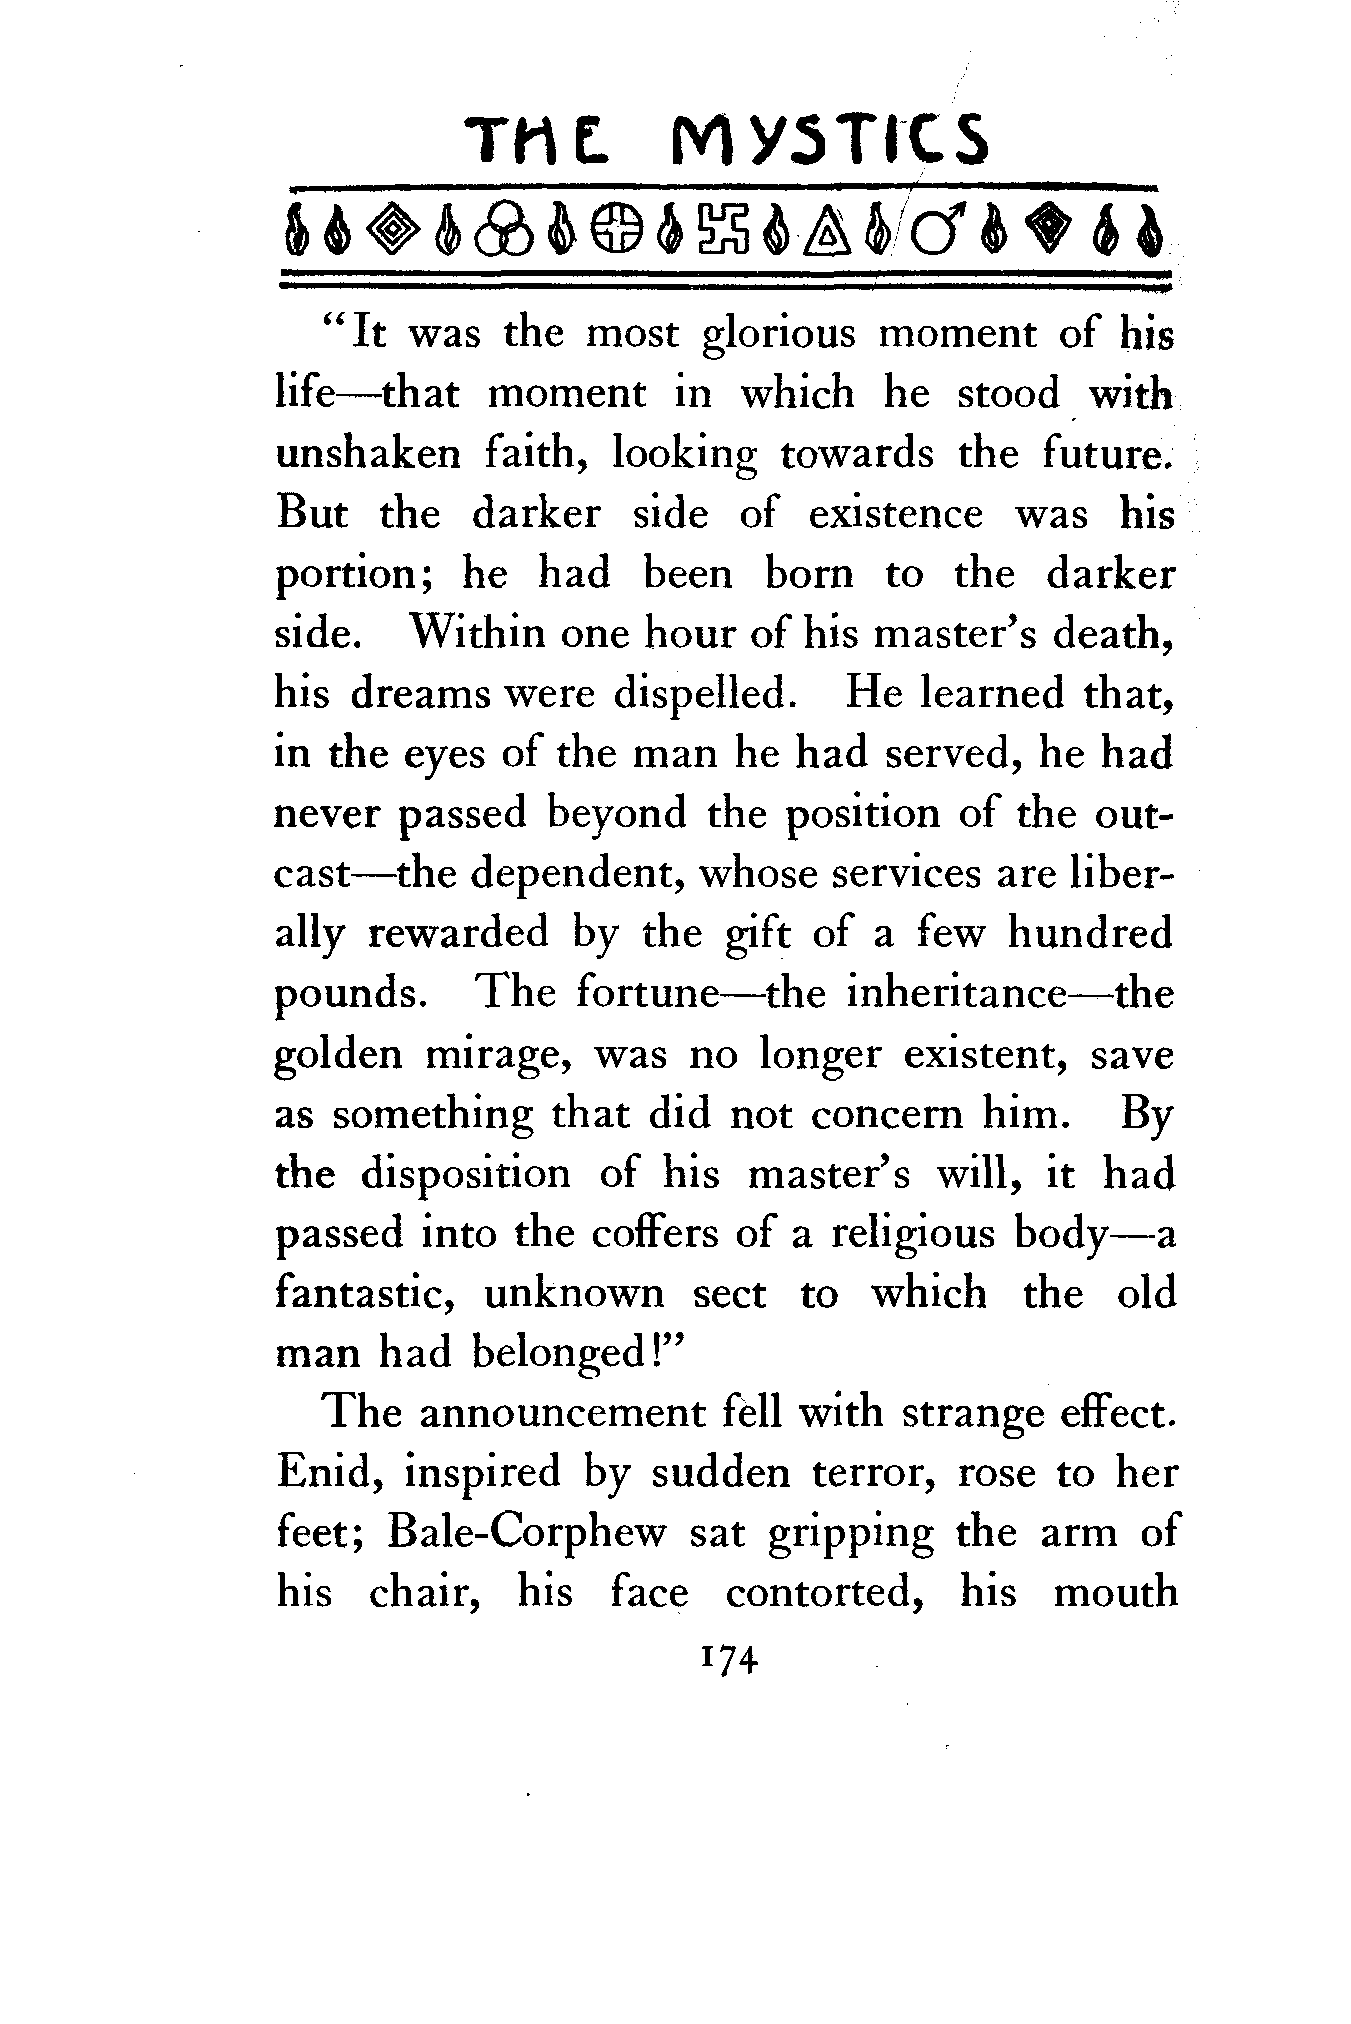 THE MYSTICS
"It was the most glorious moment of his
life—that moment in which he stood with
unshaken faith, looking towards the future.
But the darker side of existence was his
portion; he had been born to the darker
side. Within one hour of his master's death,
his dreams were dispelled. He learned that,
in the eyes of the man he had served, he had
never passed beyond the position of the out-
cast—the dependent, whose services are liber-
ally rewarded by the gift of a few hundred
pounds. The fortune—the inheritance—the
golden mirage, was no longer existent, save
as something that did not concern him. By
the disposition of his master's will, it had
passed into the coffers of a religious body—a
fantastic, unknown sect to which the old
man had belonged!"
The announcement fell with strange effect.
Enid, inspired by sudden terror, rose to her
feet; Bale-Corphew sat gripping the arm of
his chair, his face contorted, his mouth
174